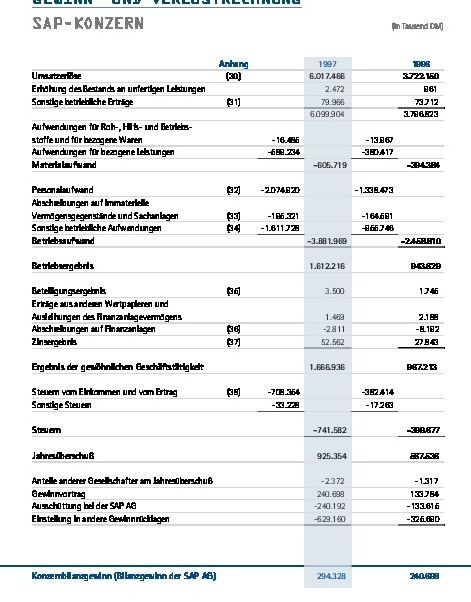 GEWINN- UND VERLUSTRECHNUNG
SAP-KONZERN (in Tausend DM)
Anhang 1997 1996
Umsatzerlöse (30) 6.017.466 3.722.150
Erhöhung des Bestands an unfertigen Leistungen 2.472 961
Sonstige betriebliche Erträge (31) 79.966 73.712
6.099.904 3.796.823
Aufwendungen für Roh-, Hilfs- und Betriebs-
stoffe und für bezogene Waren -16.485 -13.967
Aufwendungen für bezogene Leistungen -589.234 -380.417
Materialaufwand -605.719 -394.384
Personalaufwand (32) -2.074.920 -1.338.473
Abschreibungen auf immaterielle
Vermögensgegenstände und Sachanlagen (33) -195.321 -164.591
Sonstige betriebliche Aufwendungen (34) -1.611.728 -955.746
Betriebsaufwand -3.881.969 -2.458.810
Betriebsergebnis 1.612.216 943.629
Beteiligungsergebnis (35) 3.500 1.745
Erträge aus anderen Wertpapieren und
Ausleihungen des Finanzanlagevermögens 1.469 2.188
Abschreibungen auf Finanzanlagen (36) -2.811 -8.192
Zinsergebnis (37) 52.562 27.843
Ergebnis der gewöhnlichen Geschäftstätigkeit 1.666.936 967.213
Steuern vom Einkommen und vom Ertrag (38) -708.354 -382.414
Sonstige Steuern -33.228 -17.263
Steuern -741.582 -399.677
Jahresüberschuß 925.354 567.536
Anteile anderer Gesellschafter am Jahresüberschuß -2.372 -1.317
Gewinnvortrag 240.698 133.784
Ausschüttung bei der SAP AG -240.192 -133.615
Einstellung in andere Gewinnrücklagen -629.160 -325.690
Konzernbilanzgewinn (Bilanzgewinn der SAP AG) 294.328 240.698